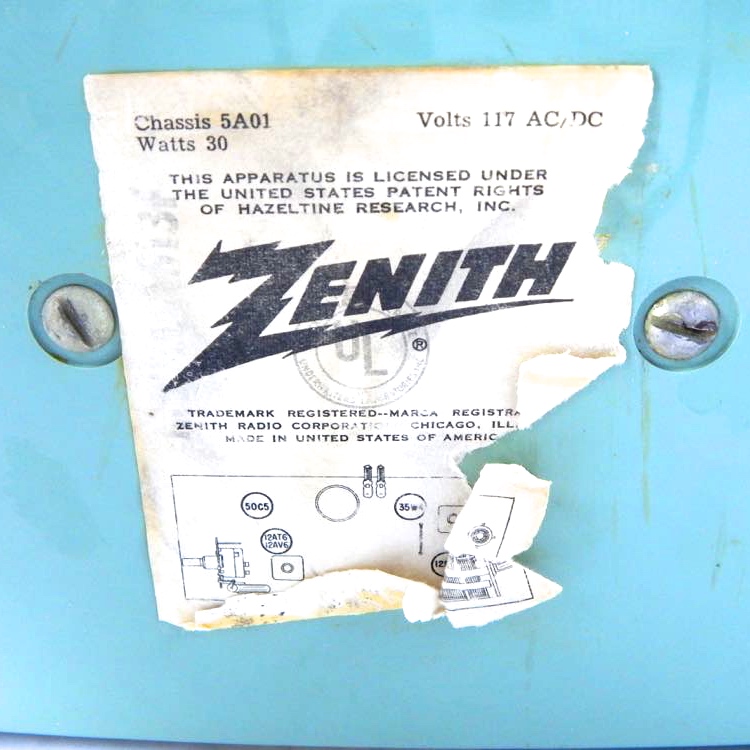 Chassis 5A01 Volts 117 AC/DC
Watts 30
THIS APPARATUS IS LICENSED UNDER
THE UNITED STATES PATENT RIGHTS
OF HAZELTINE RESEARCH, INC.
ZENITH
®
UL
TRADEMARK REGISTERED--MARCA REGISTRA
ZENITH RADIO CORPORATIO CHICAGO, ILL
MADE IN UNITED STATES OF AMERIC
50C5
35W4
12AT6
12AV6